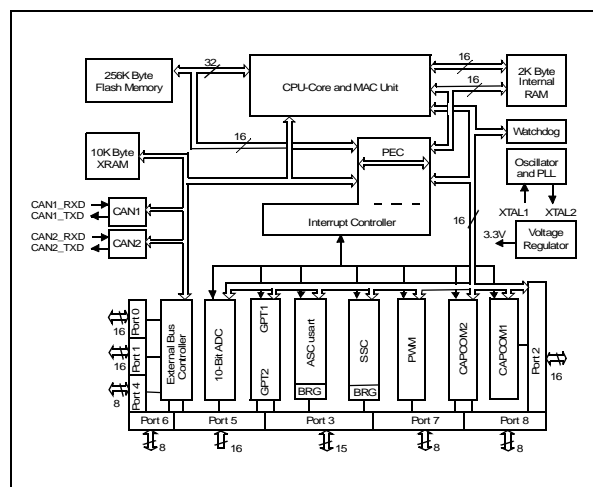 256K Byte
Flash Memory
32
CPU-Core and MAC Unit
16
16
2K Byte
Internal
RAM
Watchdog
16
PEC
10K Byte
XRAM
Oscillator
and PLL
CAN1_RXD
CAN1_TXD
CAN1
XTAL1
XTAL2
Interrupt Controller
16
CAN2_RXD
CAN2_TXD
CAN2
3.3V
Voltage
Regulator
Port 0
16
Port 1
16
Port 4
8
External Bus
Controller
10-Bit ADC
GPT1
GPT2
ASC usart
BRG
SSC
BRG
PWM
CAPCOM2
CAPCOM1
Port 2
16
Port 6
Port 5
Port 3
Port 7
Port 8
8
16
15
8
8